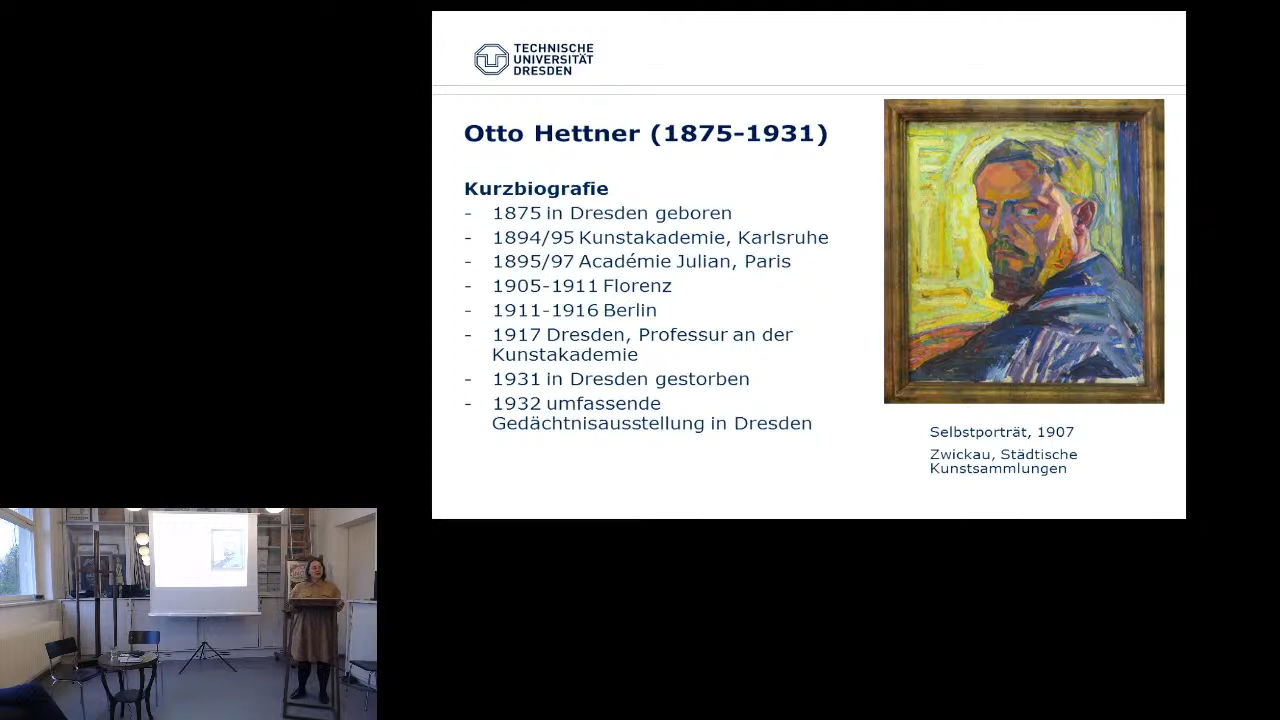 TECHNISCHE
UNIVERSITÄT
DRESDEN
Otto Hettner (1875-1931)
Kurzbiografie
- 1875 in Dresden geboren
- 1894/95 Kunstakademie, Karlsruhe
- 1895/97 Académie Julian, Paris
- 1905-1911 Florenz
- 1911-1916 Berlin
- 1917 Dresden, Professur an der
Kunstakademie
- 1931 in Dresden gestorben
- 1932 umfassende
Gedächtnisausstellung in Dresden
Selbstporträt, 1907
Zwickau, Städtische
Kunstsammlungen